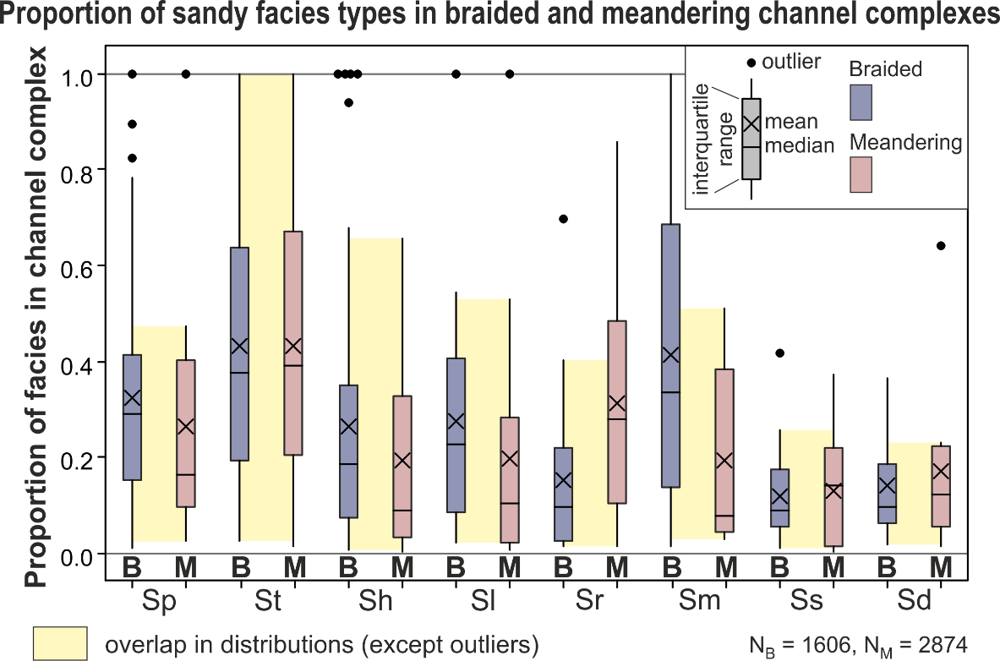 Proportion of sandy facies types in braided and meandering channel complexes
Proportion of facies in channel complex
1.0
0.8
0.6
0.4
0.2
0.0
outlier
interquartile
range
mean
median
Braided
Meandering
B M B M B M B M B M B M B M B M
Sp St Sh Sl Sr Sm Ss Sd
overlap in distributions (except outliers)
N_B = 1606, N_M = 2874